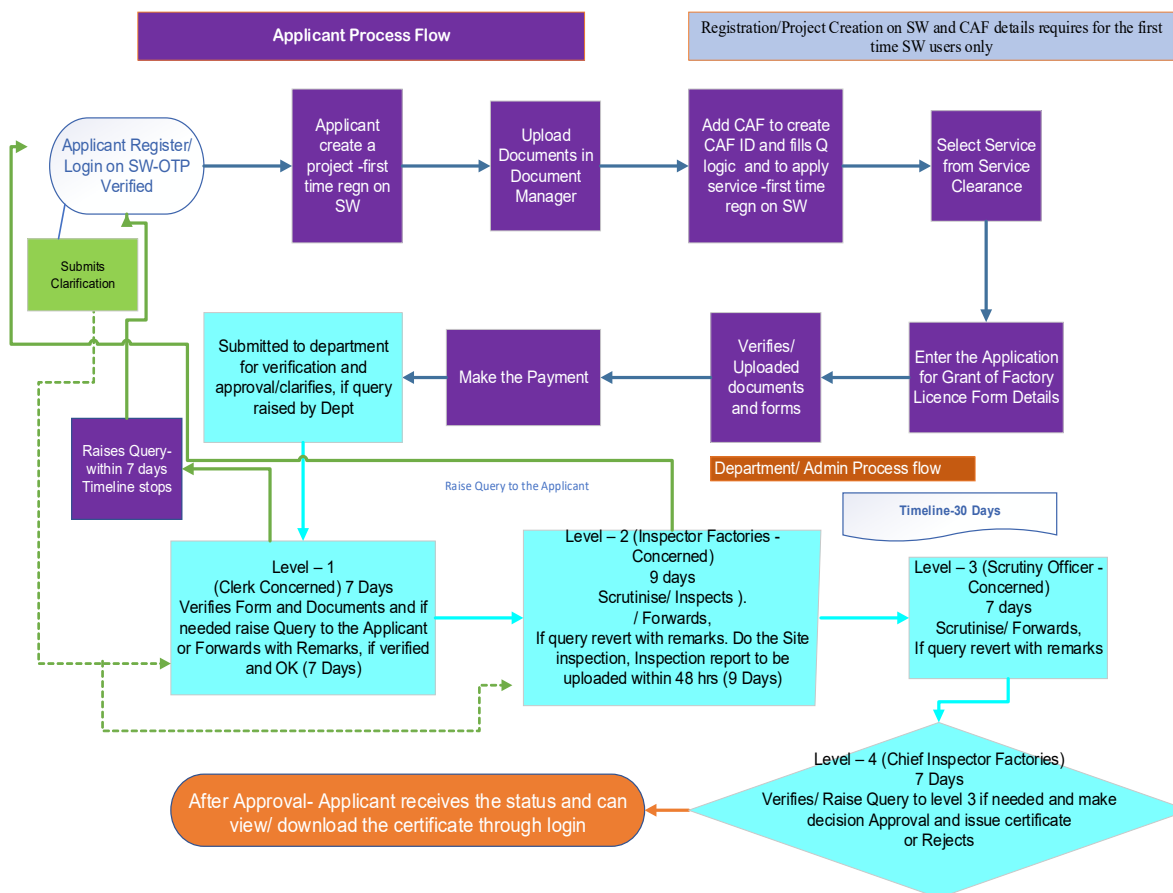 Applicant Process Flow
Registration/Project Creation on SW and CAF details requires for the first
time SW users only
Applicant Register/
Login on SW-OTP
Verified
Applicant
create a
project -first
time regn on
SW
Upload
Documents in
Document
Manager
Add CAF to create
CAF ID and fills Q
logic and to apply
service -first time
regn on SW
Select Service
from Service
Clearance
Submits
Clarification
Submitted to department
for verification and
approval/clarifies, if query
raised by Dept
Make the Payment
Verifies/
Uploaded
documents
and forms
Enter the Application
for Grant of Factory
Licence Form Details
Raises Query-
within 7 days
Timeline stops
Raise Query to the Applicant
Department/ Admin Process flow
Timeline-30 Days
Level – 1
(Clerk Concerned) 7 Days
Verifies Form and Documents and if
needed raise Query to the Applicant
or Forwards with Remarks, if verified
and OK (7 Days)
Level – 2 (Inspector Factories -
Concerned)
9 days
Scrutinise/ Inspects ).
/ Forwards,
If query revert with remarks. Do the Site
inspection, Inspection report to be
uploaded within 48 hrs (9 Days)
Level – 3 (Scrutiny Officer -
Concerned)
7 days
Scrutinise/ Forwards,
If query revert with remarks
Level – 4 (Chief Inspector Factories)
7 Days
Verifies/ Raise Query to level 3 if needed and make
decision Approval and issue certificate
or Rejects
After Approval- Applicant receives the status and can
view/ download the certificate through login